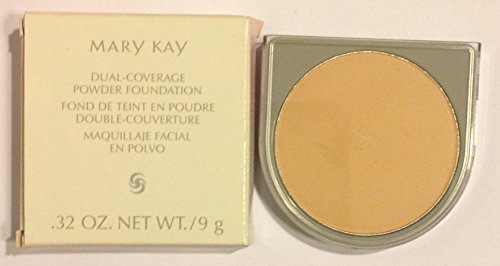 MARY KAY
DUAL-COVERAGE
POWDER FOUNDATION
FOND DE TEINT EN POUDRE
DOUBLE-COUVERTURE
MAQUILLAJE FACIAL
EN POLVO
.32 OZ. NET WT./9 g